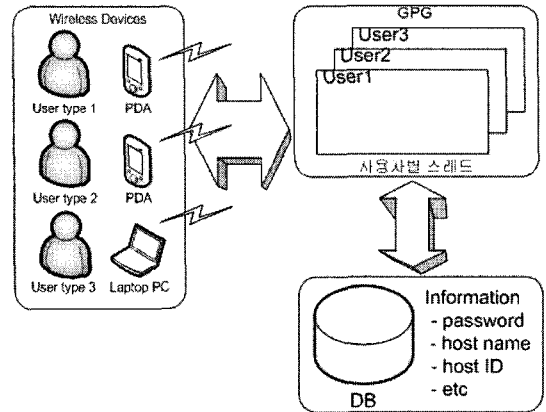 Wireless Devices
User type 1
PDA
User type 2
PDA
User type 3
Laptop PC
GPG
User3
User2
User1
사용자별 스레드
DB
Information
- password
- host name
- host ID
- etc